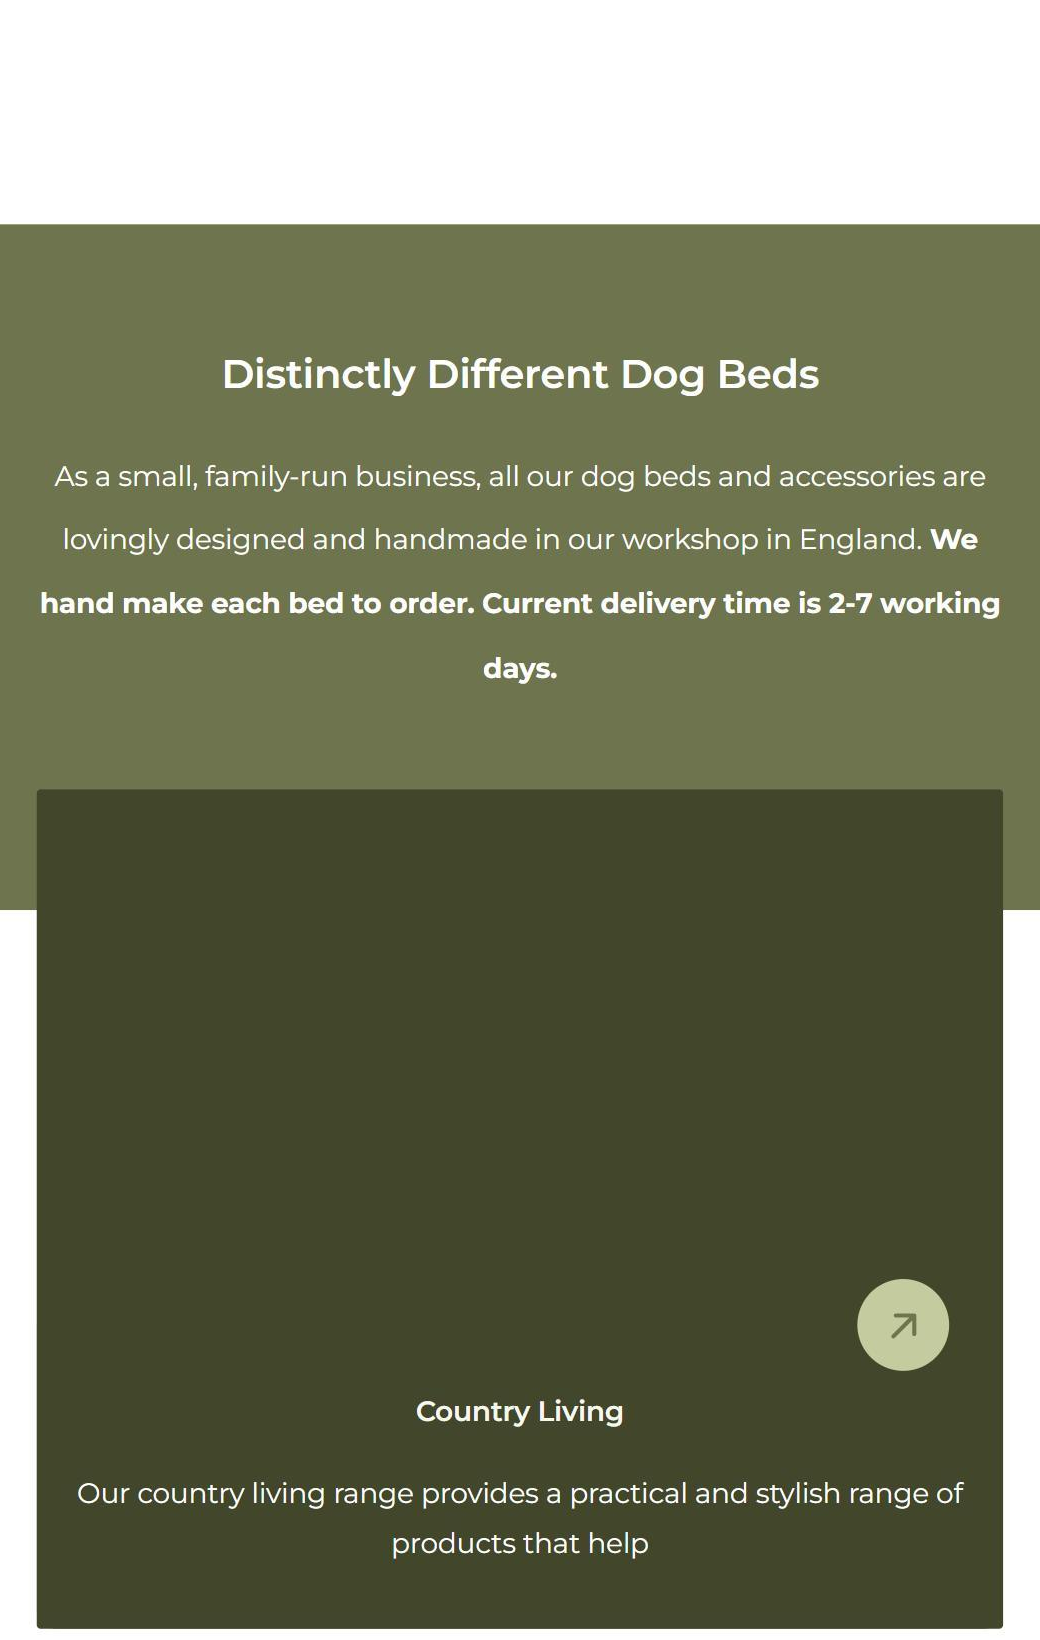 Distinctly Different Dog Beds
As a small, family-run business, all our dog beds and accessories are
lovingly designed and handmade in our workshop in England. We
hand make each bed to order. Current delivery time is 2-7 working
days.
Country Living
Our country living range provides a practical and stylish range of
products that help